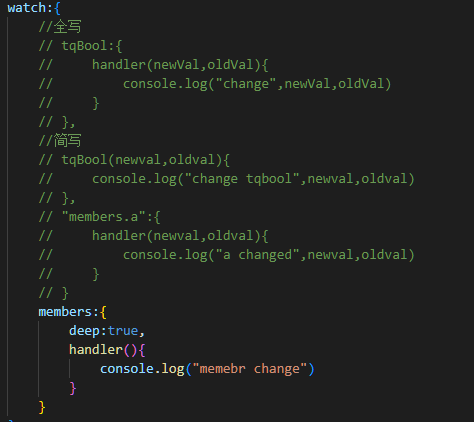 watch:{
    //全写
    // tqBool:{
    //     handler(newVal,oldVal){
    //         console.log("change",newVal,oldVal)
    //     }
    // },
    //简写
    // tqBool(newval,oldval){
    //     console.log("change tqbool",newval,oldval)
    // },
    // "members.a":{
    //     handler(newval,oldval){
    //         console.log("a changed",newval,oldval)
    //     }
    // }
    members:{
        deep:true,
        handler(){
            console.log("memebr change")
        }
    }